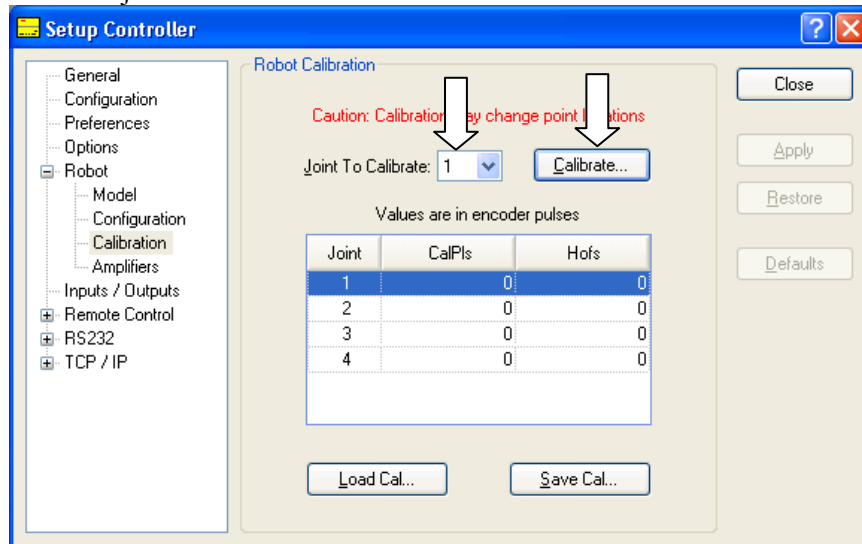 Setup Controller
General
Configuration
Preferences
Options
Robot
Model
Configuration
Calibration
Amplifiers
Inputs / Outputs
Remote Control
RS232
TCP / IP
Robot Calibration
Caution: Calibration may change point locations
Joint To Calibrate: 1 Calibrate...
Values are in encoder pulses
Joint CalPls Hofs
1 0 0
2 0 0
3 0 0
4 0 0
Load Cal... Save Cal...
Close
Apply
Restore
Defaults